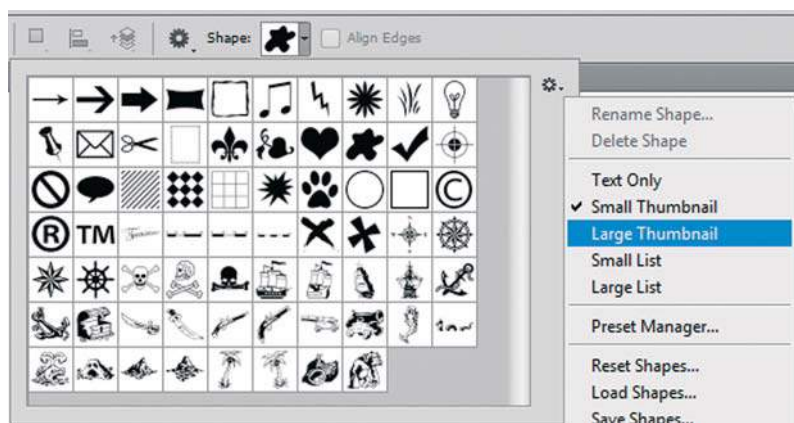 Shape:
Align Edges
Rename Shape...
Delete Shape
Text Only
Small Thumbnail
Large Thumbnail
Small List
Large List
Preset Manager...
Reset Shapes...
Load Shapes...
Save Shapes...
©
® TM